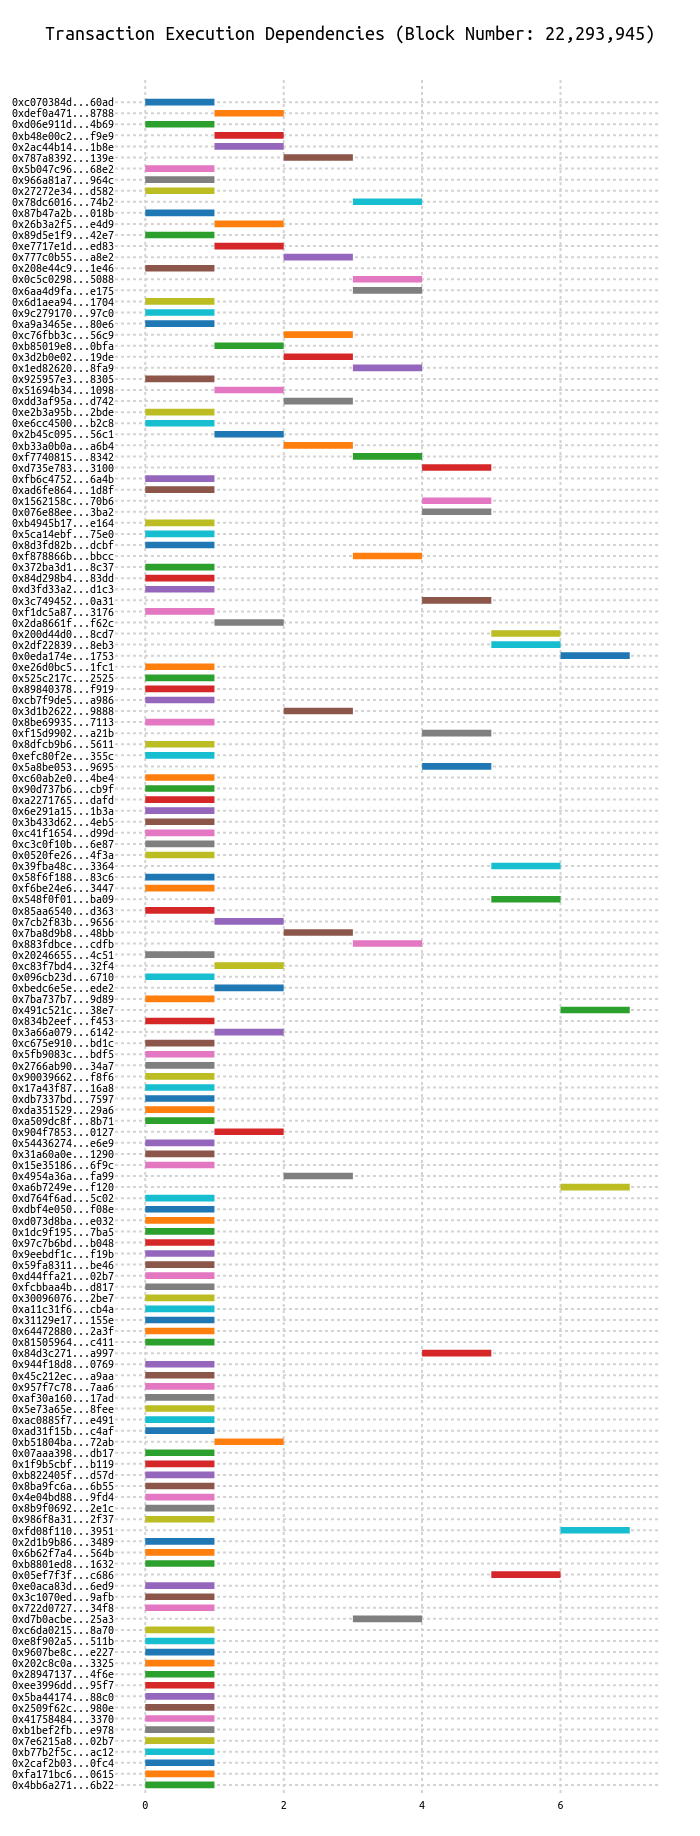 Transaction Execution Dependencies (Block Number: 22,293,945)
0xc070384d...60ad
0xdef0a471...8788
0xd06e911d...4b69
0xb48e00c2...f9e9
0x2ac44b14...1b8e
0x787a8392...139e
0x5b047c96...68e2
0x966a81a7...964c
0x27272e34...d582
0x78dc6016...74b2
0x87b47a2b...018b
0x26b3a2f5...e4d9
0x89d5e1f9...42e7
0xe7717e1d...ed83
0x777c0b55...a8e2
0x208e44c9...1e46
0x0c5c0298...5088
0x6aa4d9fa...e175
0x6d1aea94...1704
0x9c279170...97c0
0xa9a3465e...80e6
0xc76fbb3c...56c9
0xb85019e8...0bfa
0x3d2b0e02...19de
0x1ed82620...8fa9
0x925957e3...8305
0x51694b34...1098
0xdd3af95a...d742
0xe2b3a95b...2bde
0xe6cc4500...b2c8
0x2b45c095...56c1
0xb33a0b0a...a6b4
0xf7740815...8342
0xd735e783...3100
0xfb6c4752...6a4b
0xad6fe864...1d8f
0x1562158c...70b6
0x076e88ee...3ba2
0xb4945b17...e164
0x5ca14ebf...75e0
0x8d3fd82b...dcbf
0xf878866b...bbcc
0x372ba3d1...8c37
0x84d298b4...83dd
0xd3fd33a2...d1c3
0x3c749452...0a31
0xf1dc5a87...3176
0x2da8661f...f62c
0x200d44d0...8cd7
0x2df22839...8eb3
0x0eda174e...1753
0xe26d0bc5...1fc1
0x525c217c...2525
0x89840378...f919
0xcb7f9de5...a986
0x3d1b2622...9888
0x8be69935...7113
0xf15d9902...a21b
0x8dfcb9b6...5611
0xefc80f2e...355c
0x5a8be053...9695
0xc60ab2e0...4be4
0x90d737b6...cb9f
0xa2271765...dafd
0x6e291a15...1b3a
0x3b433d62...4eb5
0xc41f1654...d99d
0xc3c0f10b...6e87
0x0520fe26...4f3a
0x39fba48c...3364
0x58f6f188...83c6
0xf6be24e6...3447
0x548f0f01...ba09
0x85aa6540...d363
0x7cb2f83b...9656
0x7ba8d9b8...48bb
0x883fdbce...cdfb
0x20246655...4c51
0xc83f7bd4...32f4
0x096cb23d...6710
0xbedc6e5e...ede2
0x7ba737b7...9d89
0x491c521c...38e7
0x834b2eef...f453
0x3a66a079...6142
0xc675e910...bd1c
0x5fb9083c...bdf5
0x2766ab90...34a7
0x90039662...f8f6
0x17a43f87...16a8
0xdb7337bd...7597
0xda351529...29a6
0xa509dc8f...8b71
0x904f7853...0127
0x54436274...e6e9
0x31a60a0e...1290
0x15e35186...6f9c
0x4954a36a...fa99
0xa6b7249e...f120
0xd764f6ad...5c02
0xdbf4e050...f08e
0xd073d8ba...e032
0x1dc9f195...7ba5
0x97c7b6bd...b048
0x9eebdf1c...f19b
0x59fa8311...be46
0xd44ffa21...02b7
0xfcbbaa4b...d817
0x30096076...2be7
0xa11c31f6...cb4a
0x31129e17...155e
0x64472880...2a3f
0x81505964...c411
0x84d3c271...a997
0x944f18d8...0769
0x45c212ec...a9aa
0x957f7c78...7aa6
0xaf30a160...17ad
0x5e73a65e...8fee
0xac0885f7...e491
0xad31f15b...c4af
0xb51804ba...72ab
0x07aaa398...db17
0x1f9b5cbf...b119
0xb822405f...d57d
0x8ba9fc6a...6b55
0x4e04bd88...9fd4
0x8b9f0692...2e1c
0x986f8a31...2f37
0xfd08f110...3951
0x2d1b9b86...3489
0x6b62f7a4...564b
0xb8801ed8...1632
0x05ef7f3f...c686
0xe0aca83d...6ed9
0x3c1070ed...9afb
0x722d0727...34f8
0xd7b0acbe...25a3
0xc6da0215...8a70
0xe8f902a5...511b
0x9607be8c...e227
0x202c8c0a...3325
0x28947137...4f6e
0xee3996dd...95f7
0x5ba44174...88c0
0x2509f62c...980e
0x41758484...3370
0xb1bef2fb...e978
0x7e6215a8...02b7
0xb77b2f5c...ac12
0x2caf2b03...0fc4
0xfa171bc6...0615
0x4bb6a271...6b22
0 2 4 6